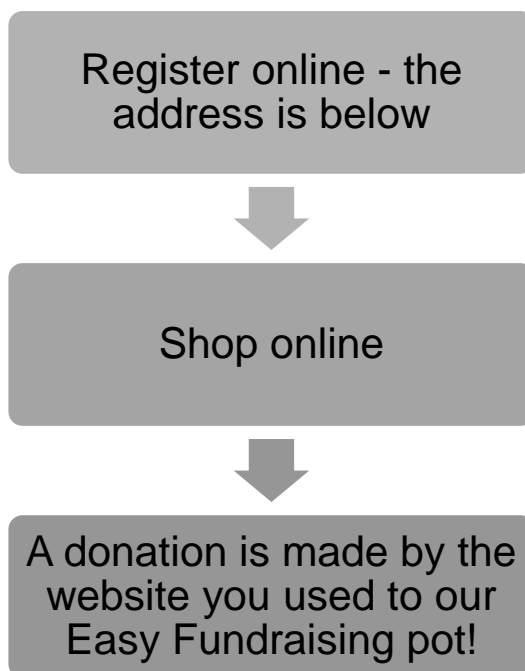 Register online - the
address is below
Shop online
A donation is made by the
website you used to our
Easy Fundraising pot!